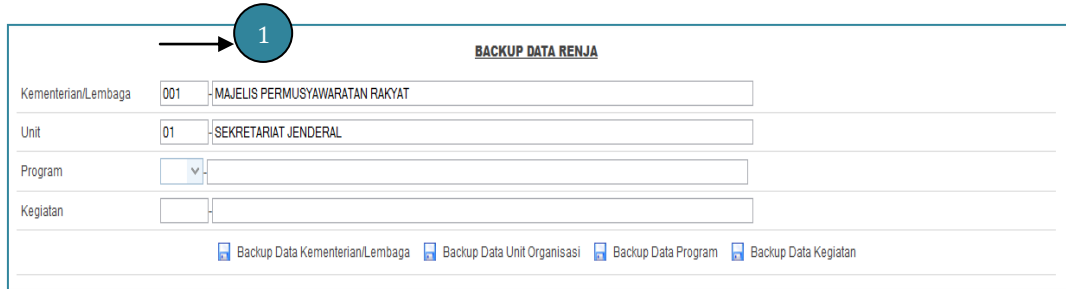 1
BACKUP DATA RENJA
Kementerian/Lembaga 001 - MAJELIS PERMUSYAWARATAN RAKYAT
Unit 01 - SEKRETARIAT JENDERAL
Program -
Kegiatan -
Backup Data Kementerian/Lembaga Backup Data Unit Organisasi Backup Data Program Backup Data Kegiatan